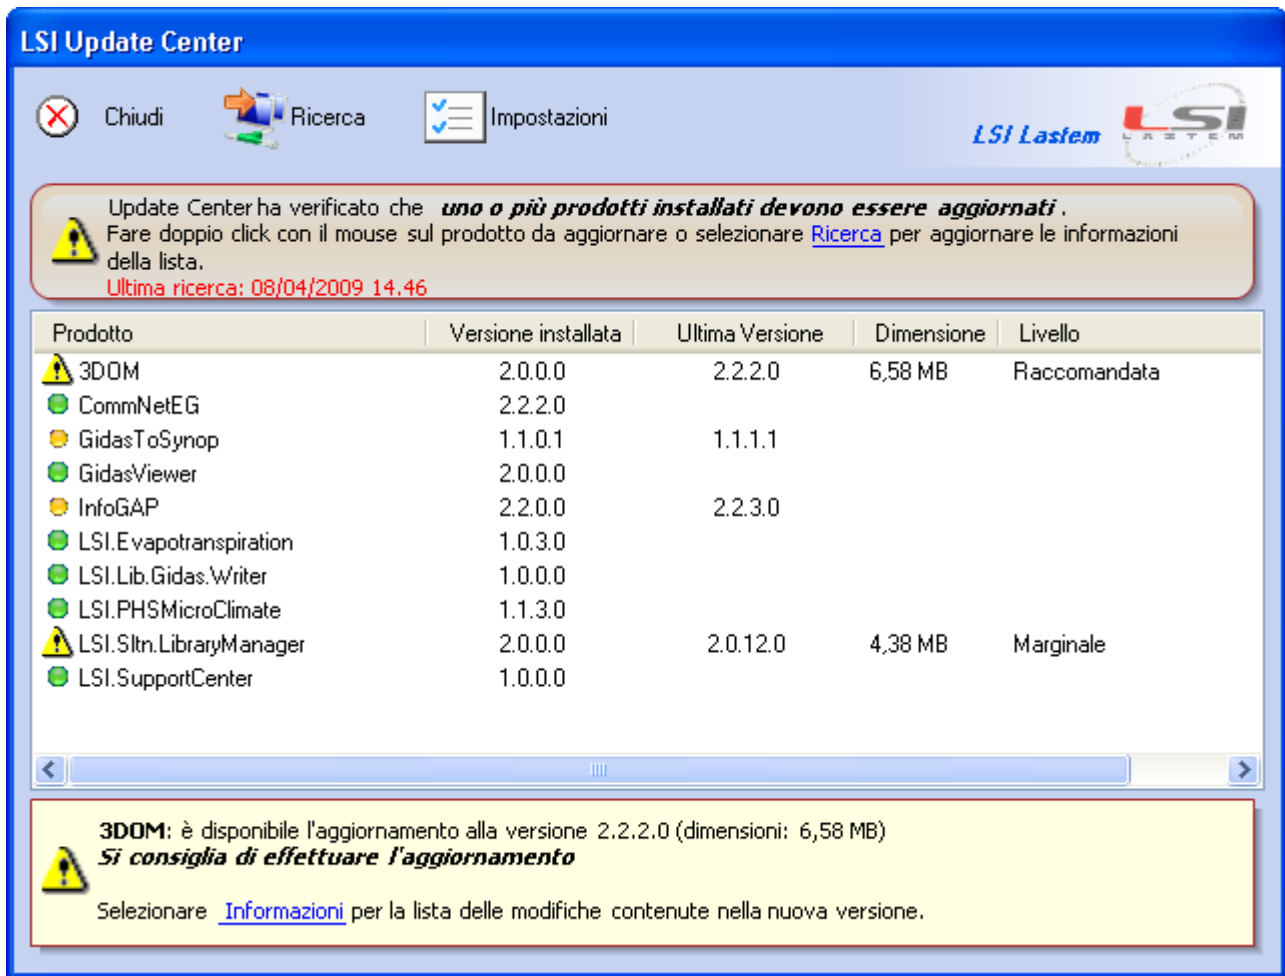 LSI Update Center
Chiudi Ricerca Impostazioni
LSI Lastem LSI LASTEM
Update Center ha verificato che uno o più prodotti installati devono essere aggiornati .
Fare doppio click con il mouse sul prodotto da aggiornare o selezionare Ricerca per aggiornare le informazioni
della lista.
Ultima ricerca: 08/04/2009 14.46
Prodotto Versione installata Ultima Versione Dimensione Livello
3DOM 2.0.0.0 2.2.2.0 6,58 MB Raccomandata
CommNetEG 2.2.2.0
GidasToSynop 1.1.0.1 1.1.1.1
GidasViewer 2.0.0.0
InfoGAP 2.2.0.0 2.2.3.0
LSI.Evapotranspiration 1.0.3.0
LSI.Lib.Gidas.Writer 1.0.0.0
LSI.PHSMicroClimate 1.1.3.0
LSI.Sltn.LibraryManager 2.0.0.0 2.0.12.0 4,38 MB Marginale
LSI.SupportCenter 1.0.0.0
3DOM: è disponibile l'aggiornamento alla versione 2.2.2.0 (dimensioni: 6,58 MB)
Si consiglia di effettuare l'aggiornamento
Selezionare Informazioni per la lista delle modifiche contenute nella nuova versione.